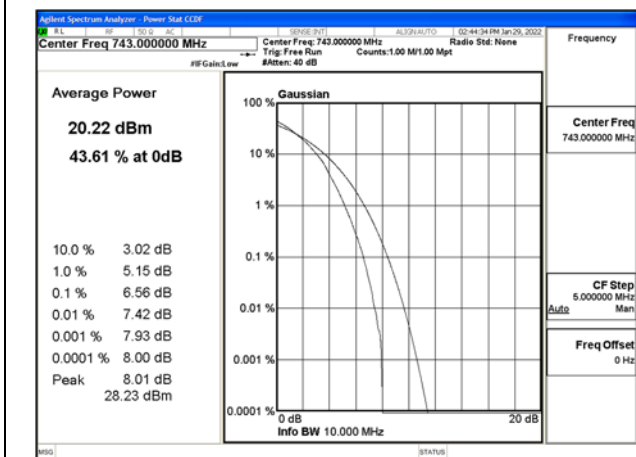 Agilent Spectrum Analyzer - Power Stat CCDF
RL RF 50 Ω AC SENSE:INT ALIGN AUTO 02:44:34 PM Jan 29, 2022
Center Freq 743.000000 MHz
Center Freq: 743.000000 MHz Radio Std: None
Trig: Free Run Counts:1.00 M/1.00 Mpt
#IFGain:Low #Atten: 40 dB
Frequency
Average Power
20.22 dBm
43.61 % at 0dB
10.0 % 3.02 dB
1.0 % 5.15 dB
0.1 % 6.56 dB
0.01 % 7.42 dB
0.001 % 7.93 dB
0.0001 % 8.00 dB
Peak 8.01 dB
28.23 dBm
Gaussian
100 %
10 %
1 %
0.1 %
0.01 %
0.001 %
0.0001 %
0 dB 20 dB
Info BW 10.000 MHz
Center Freq
743.000000 MHz
CF Step
5.000000 MHz
Auto Man
Freq Offset
0 Hz
MSG STATUS